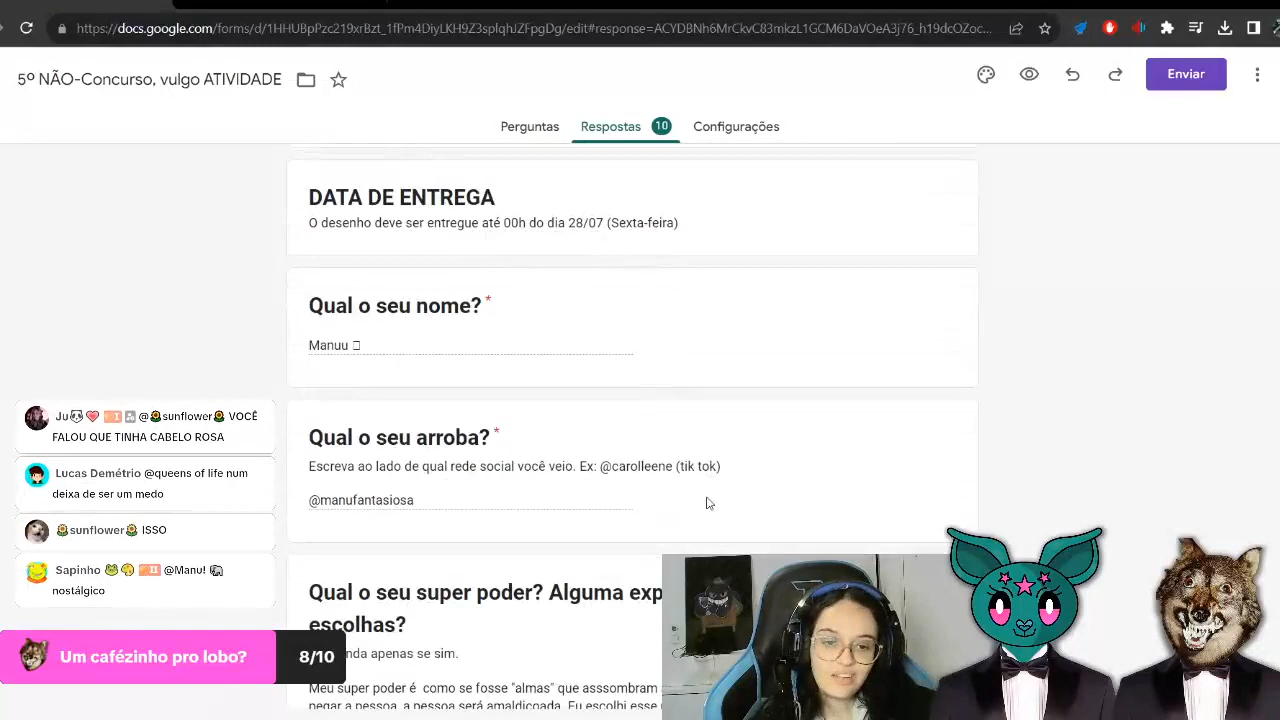 https://docs.google.com/forms/d/1HHUBpPzc219xrBzt_1fPm4DiyLKH9Z3splqhJZFpgDg/edit#response=ACYDBNh6MrCkvC83mkzL1GCM6DaVOeA3j76_h19dcOZoc...
5º NÃO-Concurso, vulgo ATIVIDADE
Enviar
Perguntas Respostas 10 Configurações
DATA DE ENTREGA
O desenho deve ser entregue até 00h do dia 28/07 (Sexta-feira)
Qual o seu nome? *
Manuu
Qual o seu arroba? *
Escreva ao lado de qual rede social você veio. Ex: @carolleene (tik tok)
@manufantasiosa
Qual o seu super poder? Alguma exp
escolhas?
nda apenas se sim.
Meu super poder é como se fosse "almas" que asssombram
pegar a pessoa, a pessoa será amaldiçoada. Eu escolhi esse
Ju @sunflower VOCÊ
FALOU QUE TINHA CABELO ROSA
Lucas Demétrio @queens of life num
deixa de ser um medo
sunflower ISSO
Sapinho @Manu!
nostálgico
Um cafézinho pro lobo? 8/10